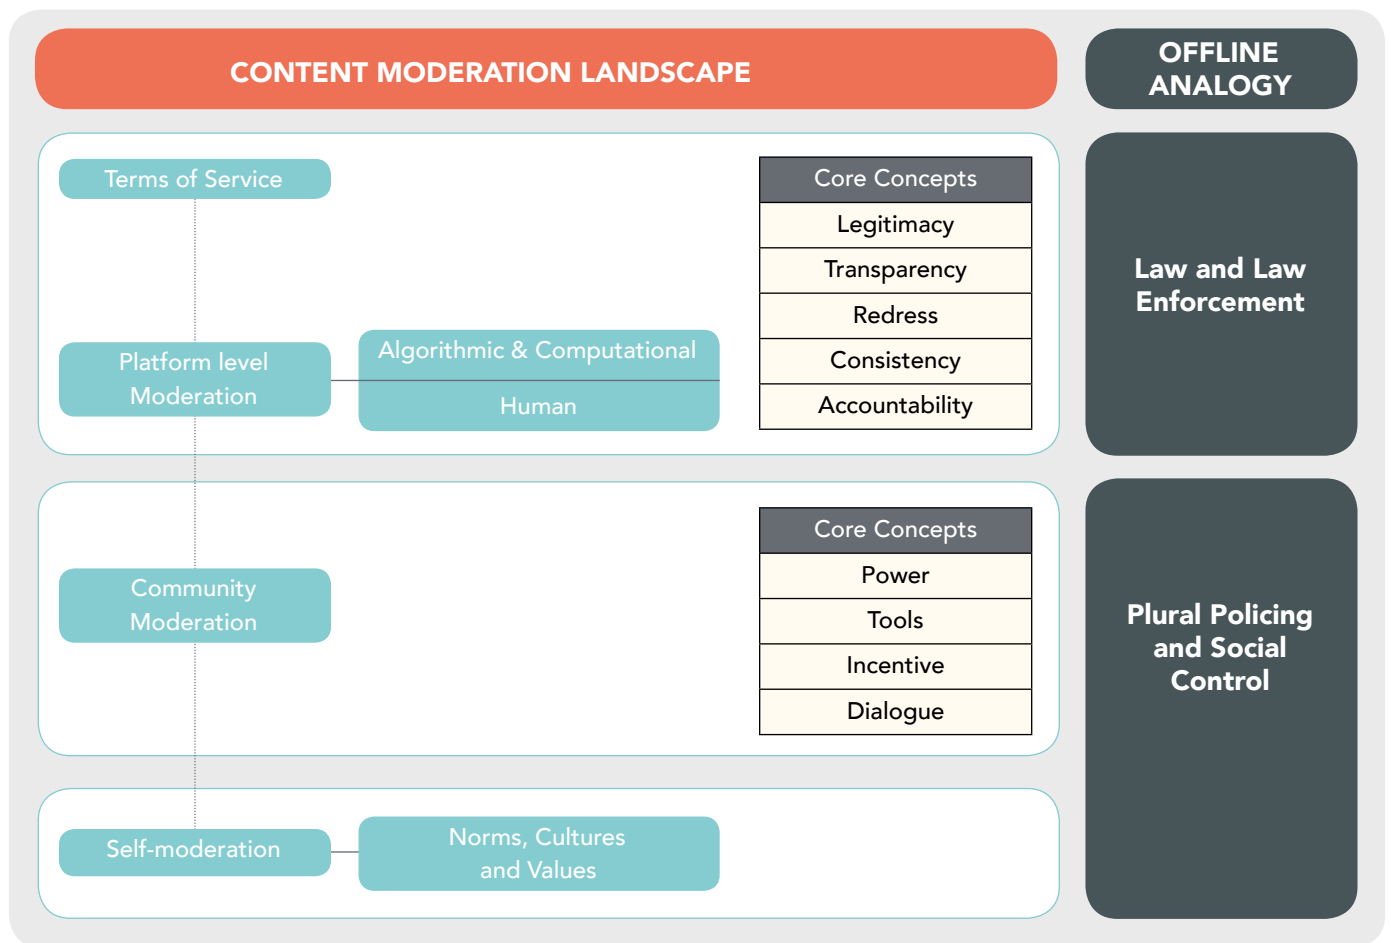 CONTENT MODERATION LANDSCAPE
OFFLINE
ANALOGY
Terms of Service
Platform level
Moderation
Algorithmic & Computational
Human
Core Concepts
Legitimacy
Transparency
Redress
Consistency
Accountability
Law and Law
Enforcement
Community
Moderation
Core Concepts
Power
Tools
Incentive
Dialogue
Plural Policing
and Social
Control
Self-moderation
Norms, Cultures
and Values